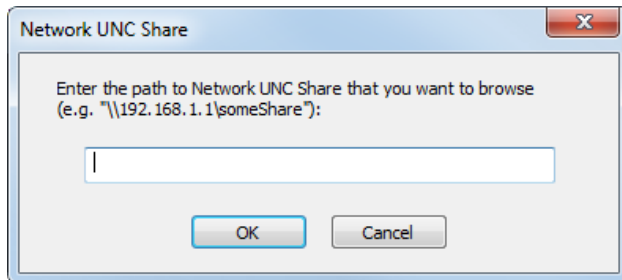 Network UNC Share
Enter the path to Network UNC Share that you want to browse
(e.g. "\\192.168.1.1\someShare"):
OK
Cancel